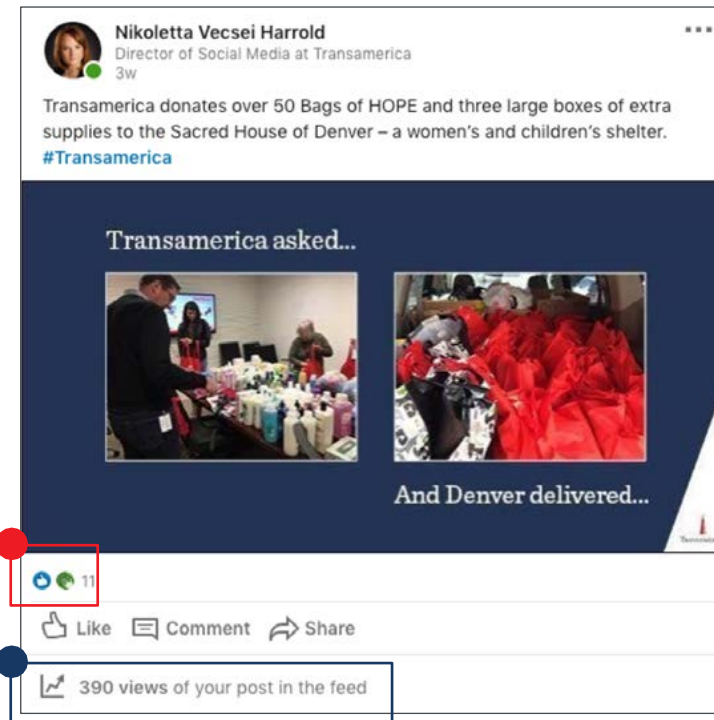 Nikoletta Vecsei Harrold
Director of Social Media at Transamerica
3w
Transamerica donates over 50 Bags of HOPE and three large boxes of extra
supplies to the Sacred House of Denver – a women's and children's shelter.
#Transamerica
Transamerica asked...
And Denver delivered...
11
Like Comment Share
390 views of your post in the feed